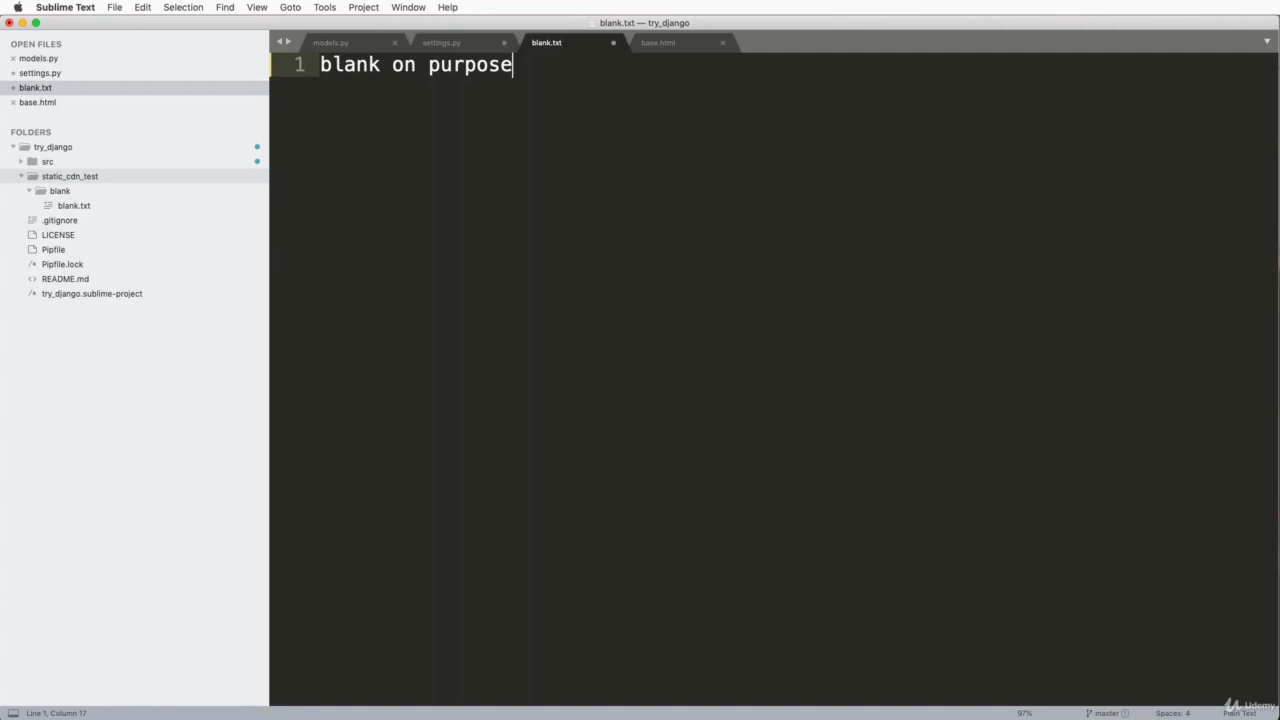 Sublime Text File Edit Selection Find View Goto Tools Project Window Help
blank.txt — try_django
OPEN FILES
models.py
settings.py
blank.txt
base.html
FOLDERS
try_django
src
static_cdn_test
blank
blank.txt
.gitignore
LICENSE
Pipfile
Pipfile.lock
README.md
try_django.sublime-project
models.py settings.py blank.txt base.html
1 blank on purpose
Line 1, Column 17 97% master Spaces: 4 Plain Text
Udemy